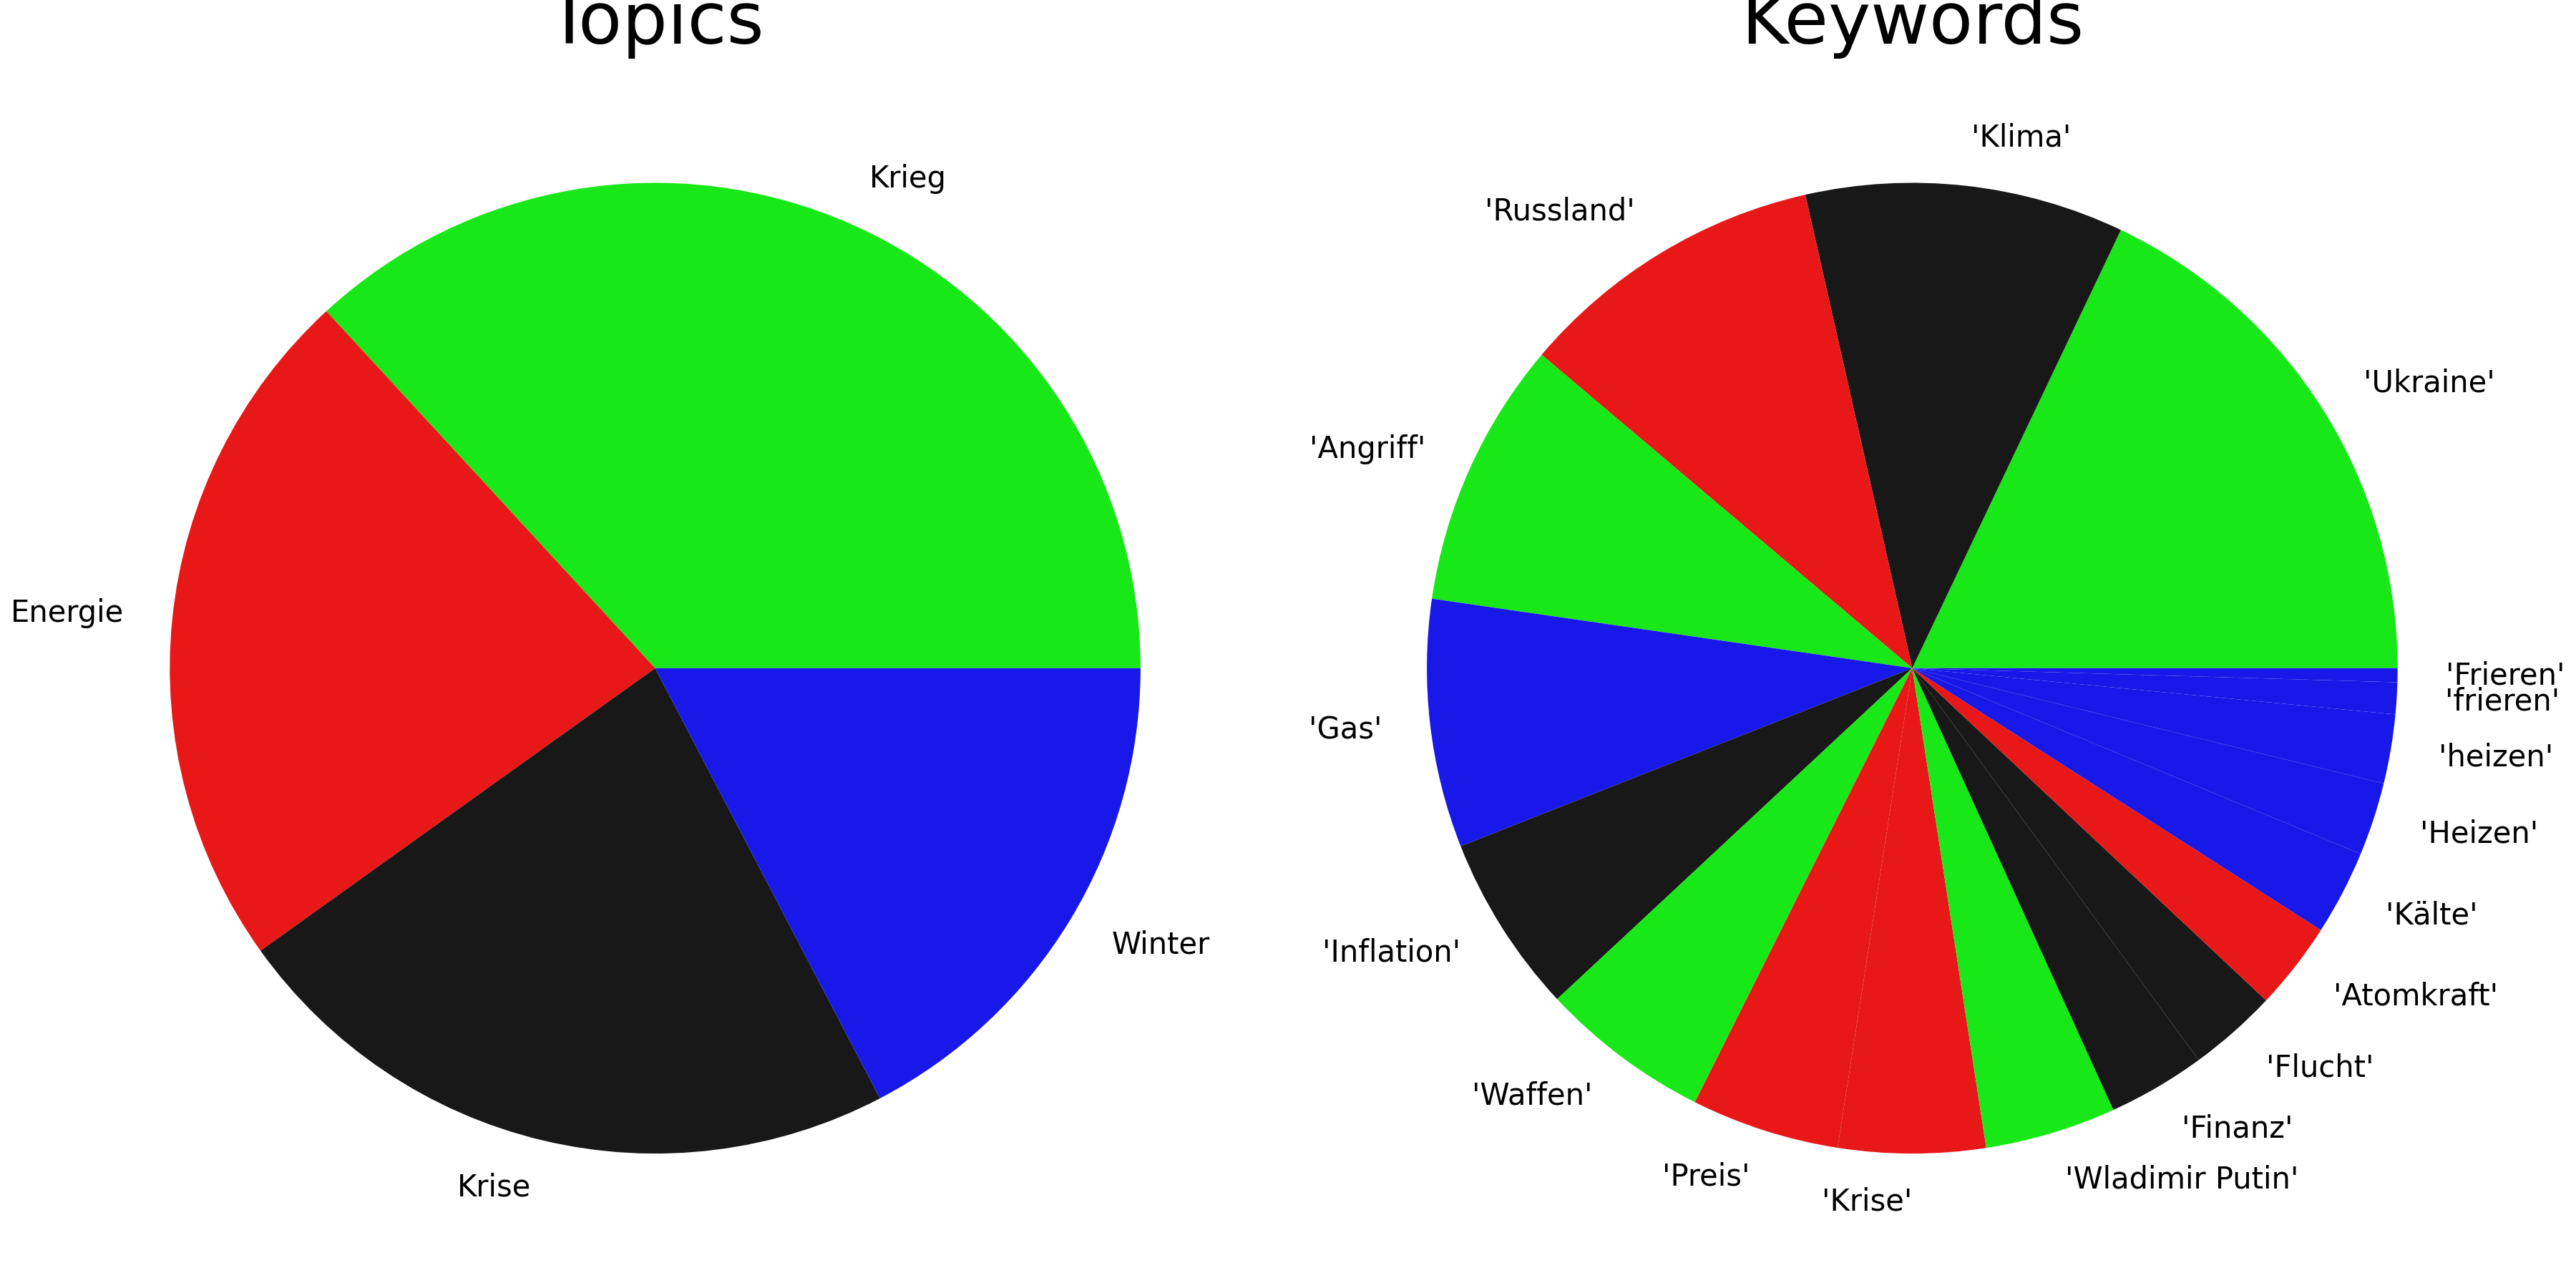 Topics
Krieg
Energie
Krise
Winter
Keywords
'Klima'
'Russland'
'Ukraine'
'Angriff'
'Gas'
'Inflation'
'Waffen'
'Preis'
'Krise'
'Wladimir Putin'
'Finanz'
'Flucht'
'Atomkraft'
'Kälte'
'Heizen'
'heizen'
'frieren'
'Frieren'